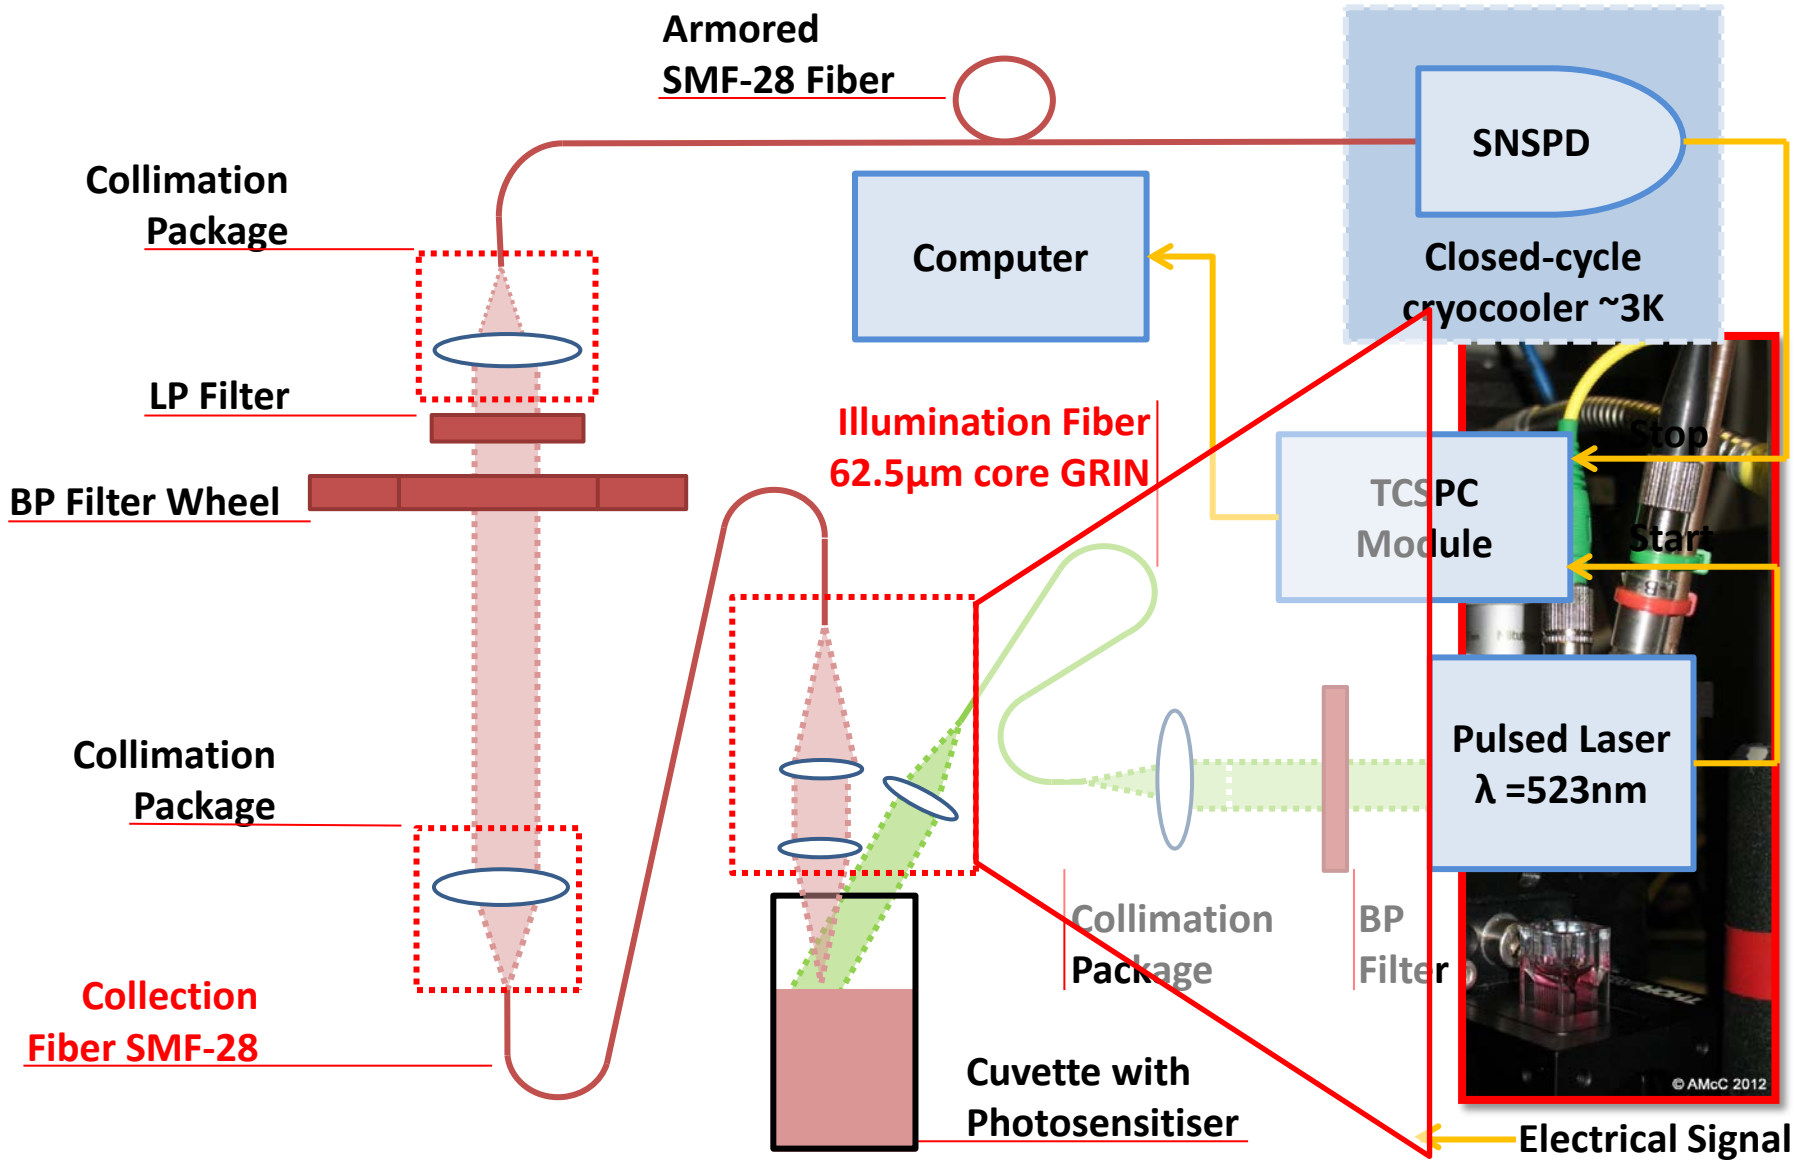 Armored
SMF-28 Fiber
SNSPD
Collimation
Package
Computer
Closed-cycle
cryocooler ~3K
LP Filter
Illumination Fiber
62.5µm core GRIN
Stop
BP Filter Wheel
TCSPC
Module
Start
Collimation
Package
Pulsed Laser
λ =523nm
Collimation
Package
BP
Filter
Collection
Fiber SMF-28
Cuvette with
Photosensitiser
© AMcC 2012
Electrical Signal